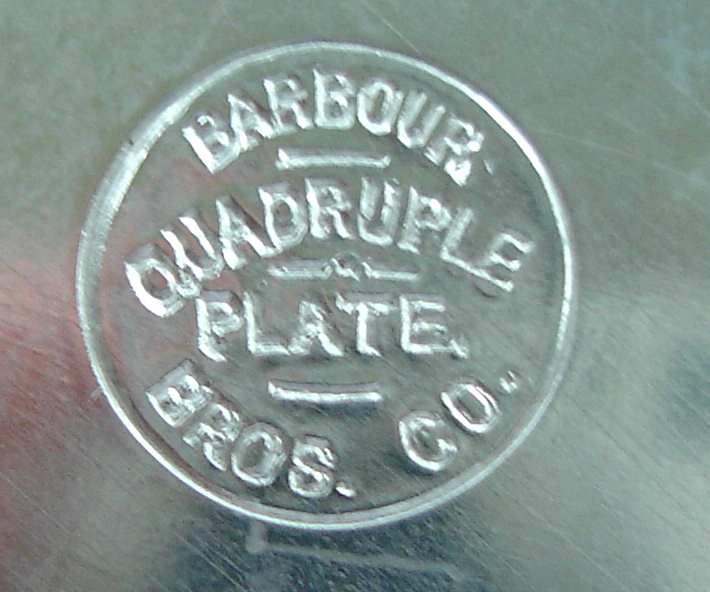 BARBOUR
QUADRUPLE
PLATE.
BROS. CO.